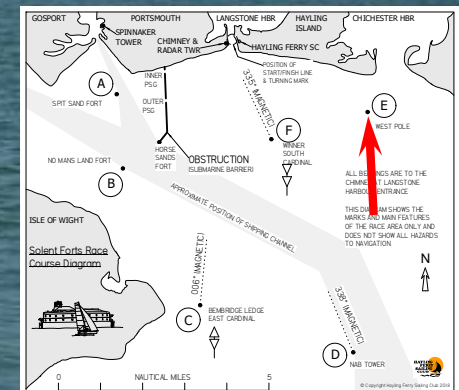 GOSPORT
PORTSMOUTH
LANGSTONE HBR
HAYLING
ISLAND
CHICHESTER HBR
SPINNAKER
TOWER
CHIMNEY &
RADAR TWR
HAYLING FERRY SC
POSITION OF
START/FINISH LINE
& TURNING MARK
INNER
PSG
OUTER
PSG
A
SPIT SAND FORT
335° (MAGNETIC)
E
WEST POLE
F
WINNER
SOUTH
CARDINAL
HORSE
SANDS
FORT
OBSTRUCTION
(SUBMARINE BARRIER)
NO MANS LAND FORT
B
APPROXIMATE POSITION OF SHIPPING CHANNEL
ALL BEARINGS ARE TO THE
CHIMNEY AT LANGSTONE
HARBOUR ENTRANCE
THIS DIAGRAM SHOWS THE
MARKS AND MAIN FEATURES
OF THE RACE AREA ONLY AND
DOES NOT SHOW ALL HAZARDS
TO NAVIGATION
ISLE OF WIGHT
Solent Forts Race
Course Diagram
006° (MAGNETIC)
N
C
BEMBRIDGE LEDGE
EAST CARDINAL
338° (MAGNETIC)
D
NAB TOWER
0
NAUTICAL MILES
5
HAYLING
FERRY
SAILING
CLUB
© Copyright Hayling Ferry Sailing Club 2018